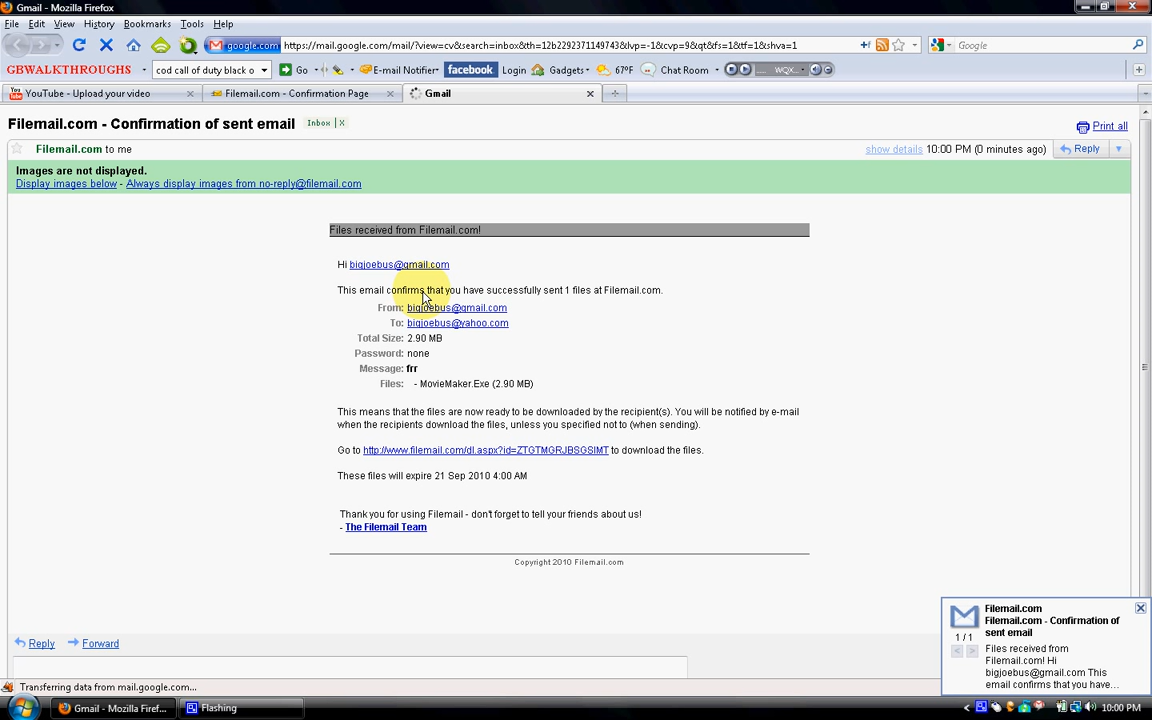 Gmail - Mozilla Firefox
File Edit View History Bookmarks Tools Help
google.com https://mail.google.com/mail/?view=cv&search=inbox&th=12b2292371149743&lvp=-1&cvp=9&qt&fs=1&tf=1&shva=1 Google
GBWALKTHROUGHS cod call of duty black o Go E-mail Notifier facebook Login Gadgets 67°F Chat Room WQX...
YouTube - Upload your video Filemail.com - Confirmation Page Gmail
Filemail.com - Confirmation of sent email Inbox X
Print all
Filemail.com to me show details 10:00 PM (0 minutes ago) Reply
Images are not displayed.
Display images below - Always display images from no-reply@filemail.com
Files received from Filemail.com!
Hi bigjoebus@gmail.com
This email confirms that you have successfully sent 1 files at Filemail.com.
From: bigjoebus@gmail.com
To: bigjoebus@yahoo.com
Total Size: 2.90 MB
Password: none
Message: frr
Files: - MovieMaker.Exe (2.90 MB)
This means that the files are now ready to be downloaded by the recipient(s). You will be notified by e-mail
when the recipients download the files, unless you specified not to (when sending).
Go to http://www.filemail.com/dl.aspx?id=ZTGTMGRJBSGSIMT to download the files.
These files will expire 21 Sep 2010 4:00 AM
Thank you for using Filemail - don't forget to tell your friends about us!
- The Filemail Team
Copyright 2010 Filemail.com
Reply Forward
Filemail.com
Filemail.com - Confirmation of
sent email
1 / 1
Files received from
Filemail.com! Hi
bigjoebus@gmail.com This
email confirms that you have...
Transferring data from mail.google.com...
Gmail - Mozilla Firef... Flashing 10:00 PM